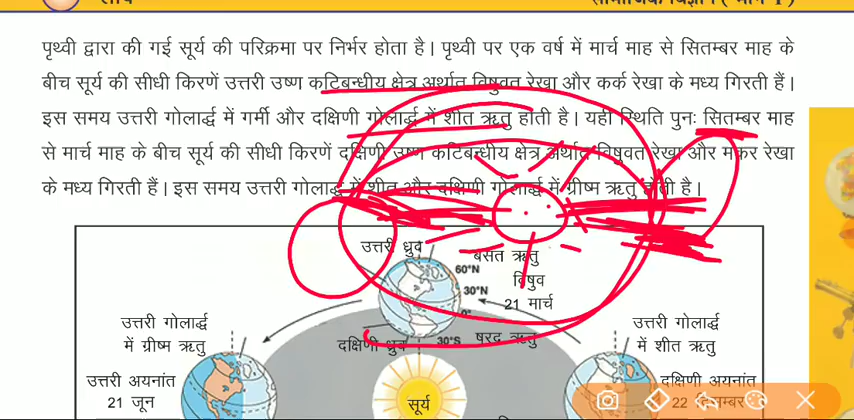 पृथ्वी द्वारा की गई सूर्य की परिक्रमा पर निर्भर होता है। पृथ्वी पर एक वर्ष में मार्च माह से सितम्बर माह के
बीच सूर्य की सीधी किरणें उत्तरी उष्ण कटिबन्धीय क्षेत्र अर्थात विषुवत रेखा और कर्क रेखा के मध्य गिरती हैं।
इस समय उत्तरी गोलार्द्ध में गर्मी और दक्षिणी गोलार्द्ध में शीत ऋतु होती है। यही स्थिति पुनः सितम्बर माह
से मार्च माह के बीच सूर्य की सीधी किरणें दक्षिणी उष्ण कटिबन्धीय क्षेत्र अर्थात विषुवत रेखा और मकर रेखा
के मध्य गिरती हैं। इस समय उत्तरी गोलार्द्ध में शीत और दक्षिणी गोलार्द्ध में ग्रीष्म ऋतु होती है।
उत्तरी ध्रुव
बसंत ऋतु
60°N
विषुव
30°N
21 मार्च
0°
उत्तरी गोलार्द्ध
में ग्रीष्म ऋतु
उत्तरी गोलार्द्ध
में शीत ऋतु
दक्षिणी ध्रुव
30°S
षरद ऋतु
उत्तरी अयनांत
21 जून
दक्षिणी अयनांत
22 दिसम्बर
सूर्य